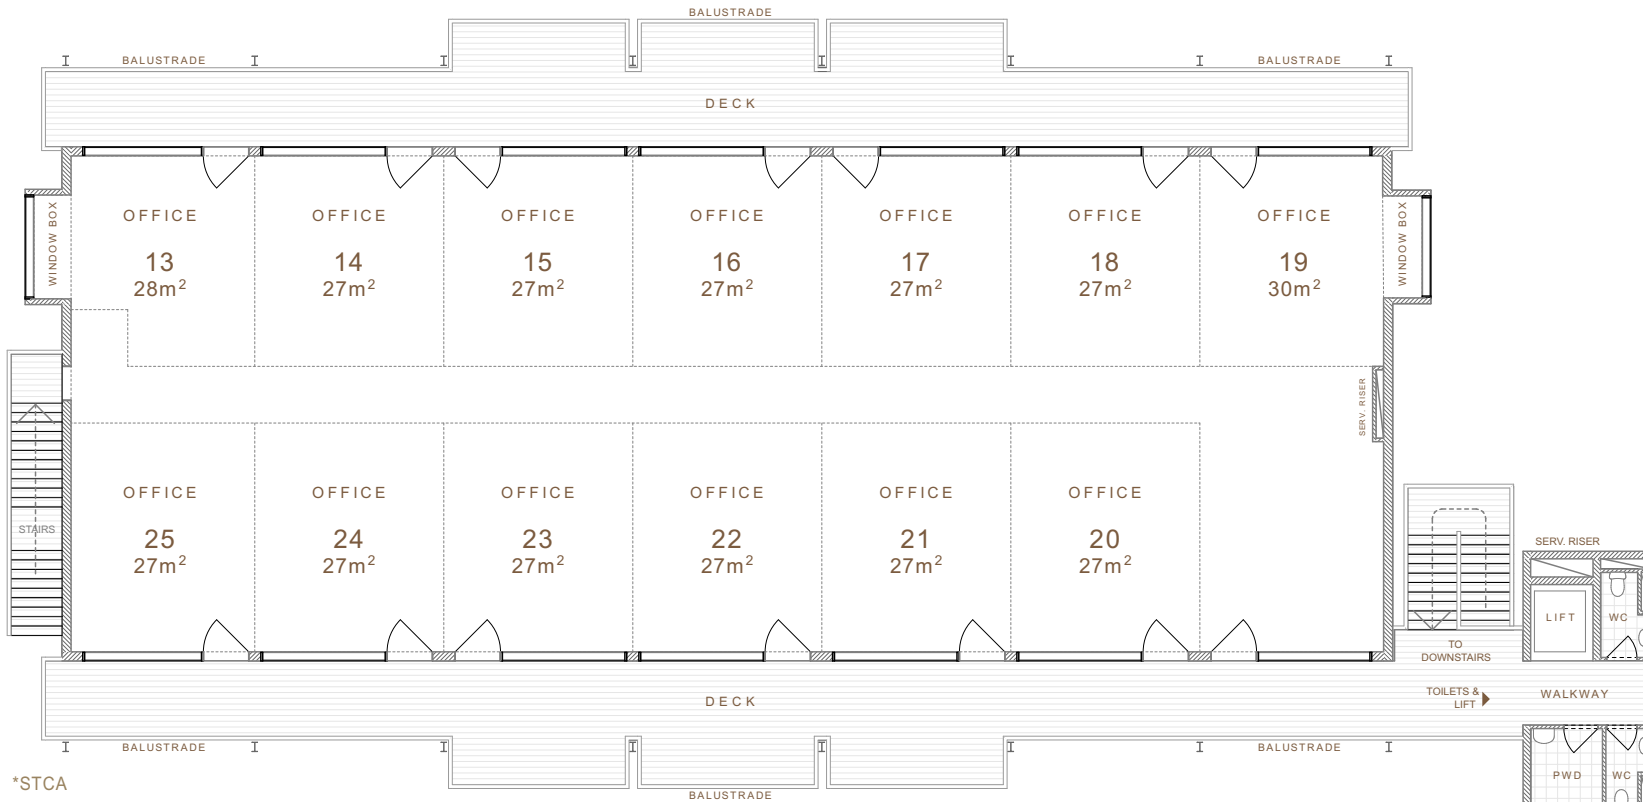 BALUSTRADE
BALUSTRADE
BALUSTRADE
DECK
WINDOW BOX
OFFICE
13
28m²
OFFICE
14
27m²
OFFICE
15
27m²
OFFICE
16
27m²
OFFICE
17
27m²
OFFICE
18
27m²
OFFICE
19
30m²
WINDOW BOX
SERV. RISER
STAIRS
OFFICE
25
27m²
OFFICE
24
27m²
OFFICE
23
27m²
OFFICE
22
27m²
OFFICE
21
27m²
OFFICE
20
27m²
SERV. RISER
LIFT
WC
TO
DOWNSTAIRS
TOILETS &
LIFT
WALKWAY
DECK
BALUSTRADE
BALUSTRADE
BALUSTRADE
PWD
WC
*STCA